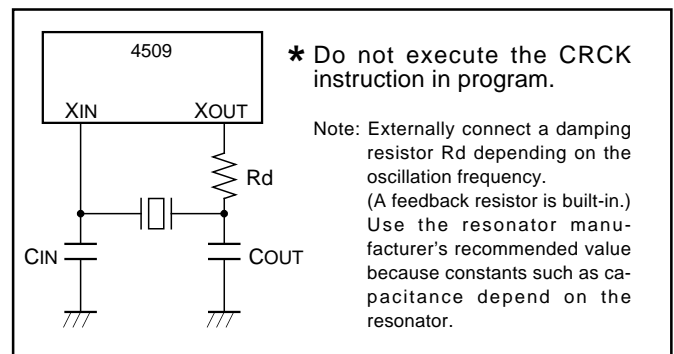 4509
XIN XOUT
Rd
CIN COUT
* Do not execute the CRCK
instruction in program.
Note: Externally connect a damping
resistor Rd depending on the
oscillation frequency.
(A feedback resistor is built-in.)
Use the resonator manu-
facturer's recommended value
because constants such as ca-
pacitance depend on the
resonator.